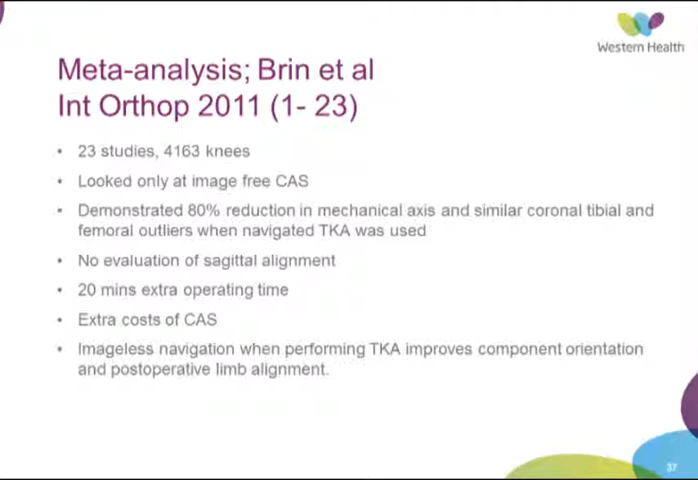 Western Health
Meta-analysis; Brin et al
Int Orthop 2011 (1- 23)
• 23 studies, 4163 knees
• Looked only at image free CAS
• Demonstrated 80% reduction in mechanical axis and similar coronal tibial and
femoral outliers when navigated TKA was used
• No evaluation of sagittal alignment
• 20 mins extra operating time
• Extra costs of CAS
• Imageless navigation when performing TKA improves component orientation
and postoperative limb alignment.
37